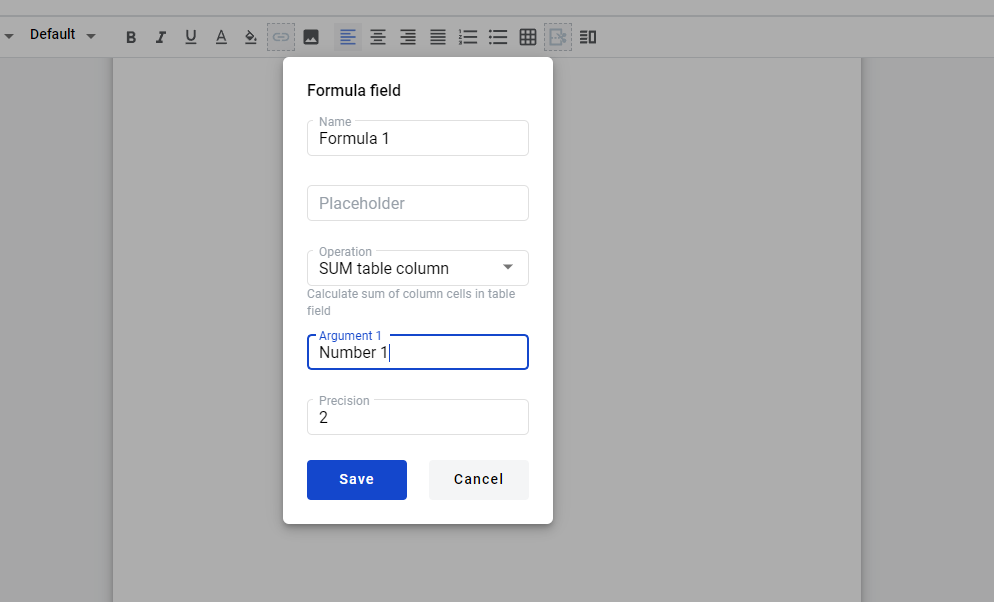 Default B I U A
Formula field
Name
Formula 1
Placeholder
Operation
SUM table column
Calculate sum of column cells in table
field
Argument 1
Number 1
Precision
2
Save Cancel